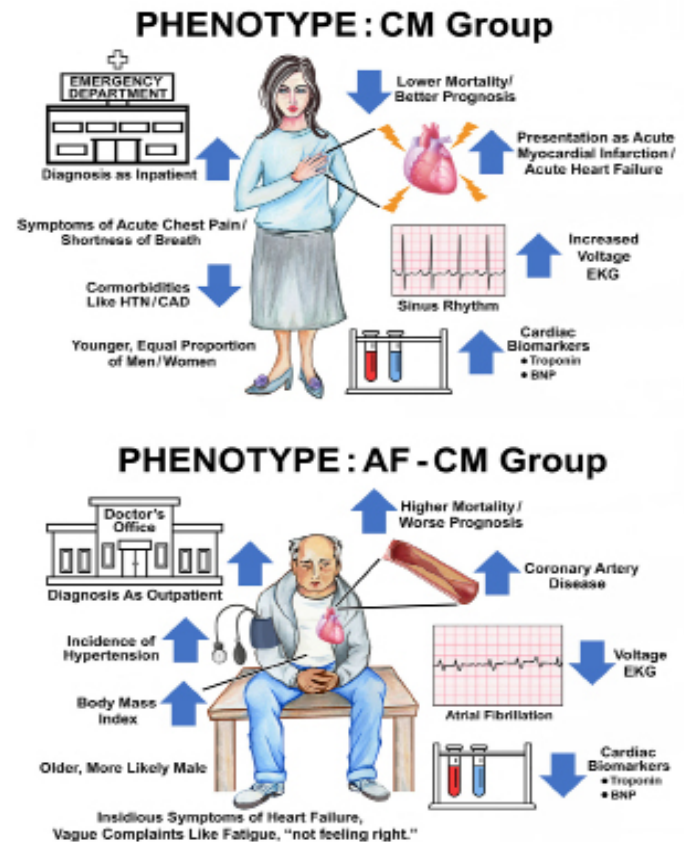 PHENOTYPE: CM Group
EMERGENCY
DEPARTMENT
Diagnosis as Inpatient
Lower Mortality/
Better Prognosis
Presentation as Acute
Myocardial Infarction/
Acute Heart Failure
Symptoms of Acute Chest Pain/
Shortness of Breath
Increased
Voltage
EKG
Sinus Rhythm
Cormorbidities
Like HTN/CAD
Younger, Equal Proportion
of Men/Women
Cardiac
Biomarkers
• Troponin
• BNP
PHENOTYPE: AF-CM Group
Doctor's
Office
Diagnosis As Outpatient
Higher Mortality/
Worse Prognosis
Coronary Artery
Disease
Incidence of
Hypertension
Voltage
EKG
Atrial Fibrillation
Body Mass
Index
Older, More Likely Male
Cardiac
Biomarkers
• Troponin
• BNP
Insidious Symptoms of Heart Failure,
Vague Complaints Like Fatigue, “not feeling right.”